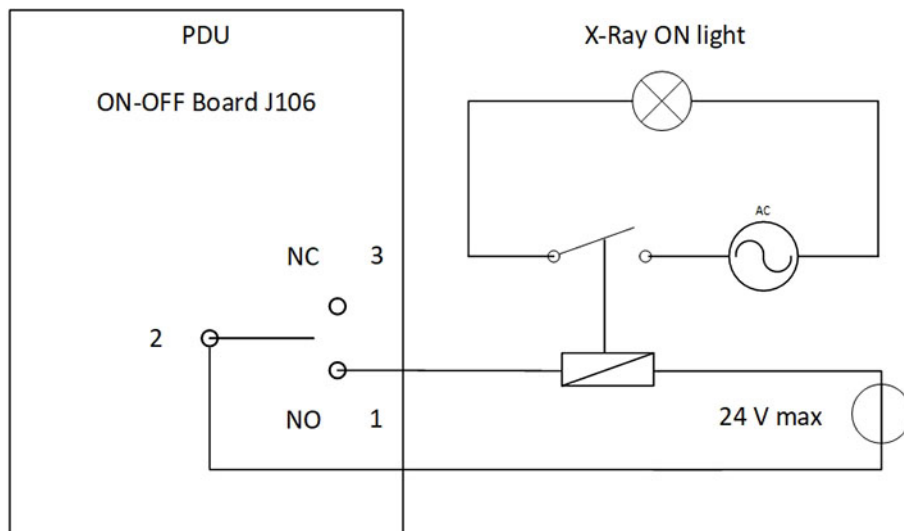 PDU
X-Ray ON light
ON-OFF Board J106
AC
NC 3
2
NO 1
24 V max